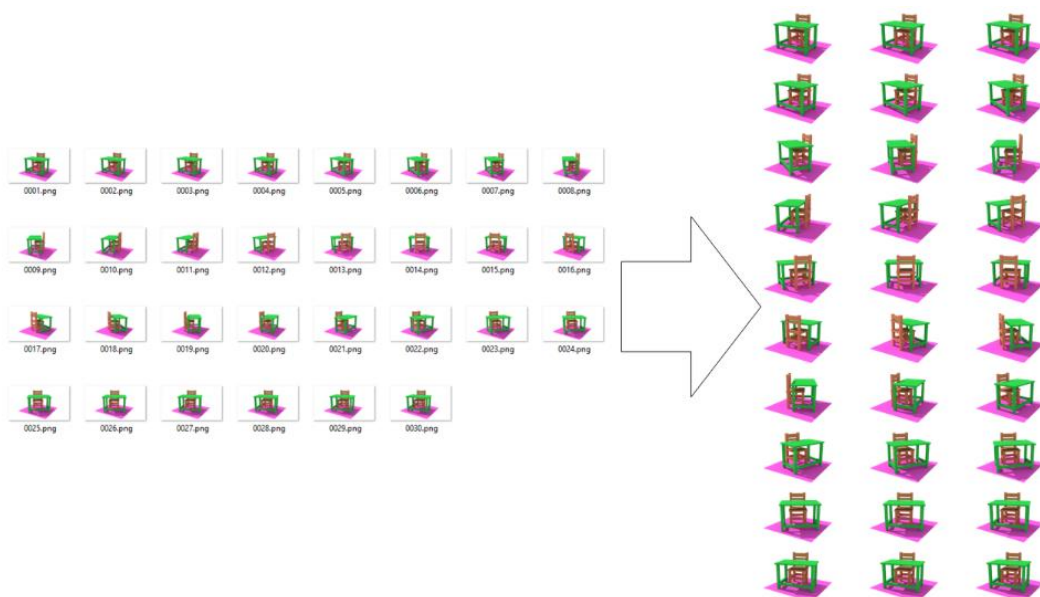 0001.png 0002.png 0003.png 0004.png 0005.png 0006.png 0007.png 0008.png
0009.png 0010.png 0011.png 0012.png 0013.png 0014.png 0015.png 0016.png
0017.png 0018.png 0019.png 0020.png 0021.png 0022.png 0023.png 0024.png
0025.png 0026.png 0027.png 0028.png 0029.png 0030.png